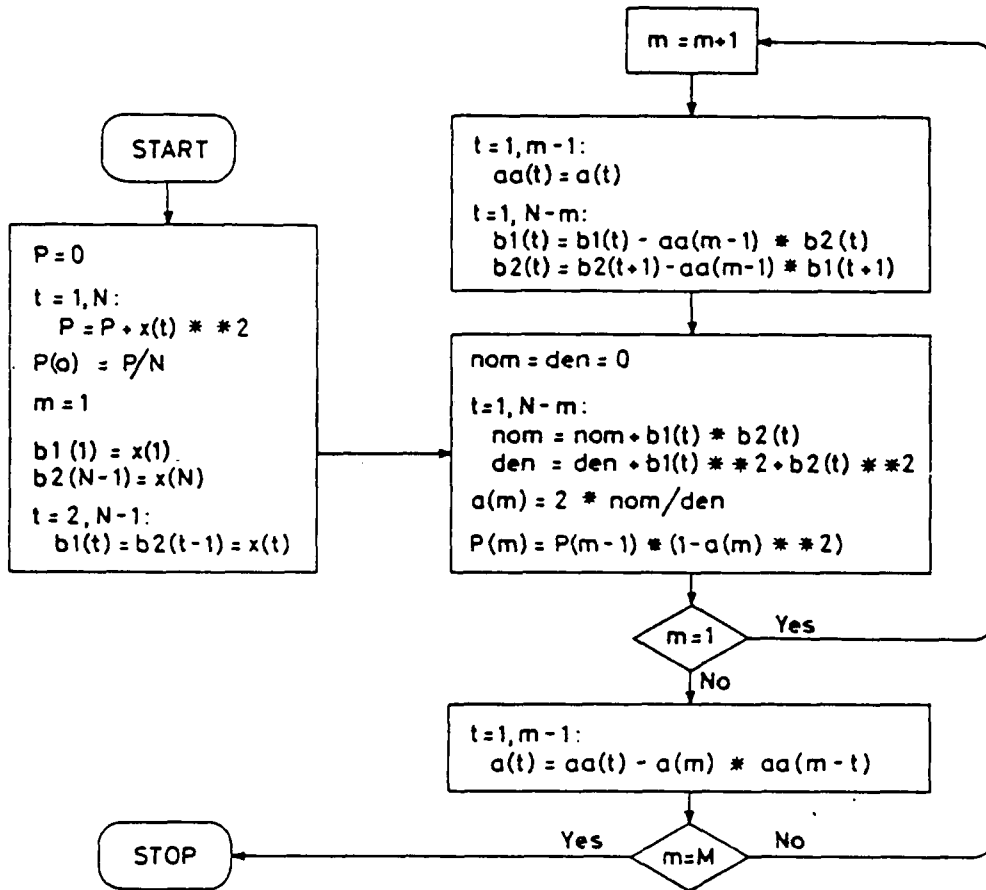 START
P = 0
t = 1, N:
P = P + x(t) * *2
P(o) = P/N
m = 1
b1(1) = x(1)
b2(N-1) = x(N)
t = 2, N-1:
b1(t) = b2(t-1) = x(t)
m = m+1
t = 1, m-1:
aa(t) = a(t)
t = 1, N-m:
b1(t) = b1(t) - aa(m-1) * b2(t)
b2(t) = b2(t+1) - aa(m-1) * b1(t+1)
nom = den = 0
t=1, N-m:
nom = nom + b1(t) * b2(t)
den = den + b1(t) * *2 + b2(t) * *2
a(m) = 2 * nom/den
P(m) = P(m-1) * (1-a(m) * *2)
m=1
Yes
No
t=1, m-1:
a(t) = aa(t) - a(m) * aa(m-t)
m=M
Yes
No
STOP